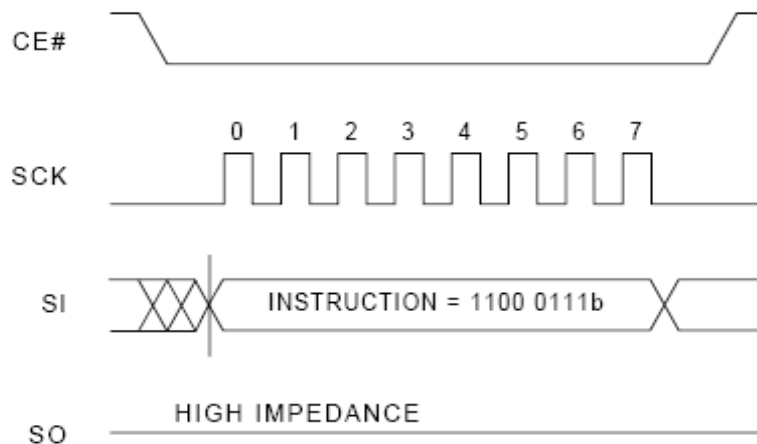 CE#
0 1 2 3 4 5 6 7
SCK
SI INSTRUCTION = 1100 0111b
HIGH IMPEDANCE
SO